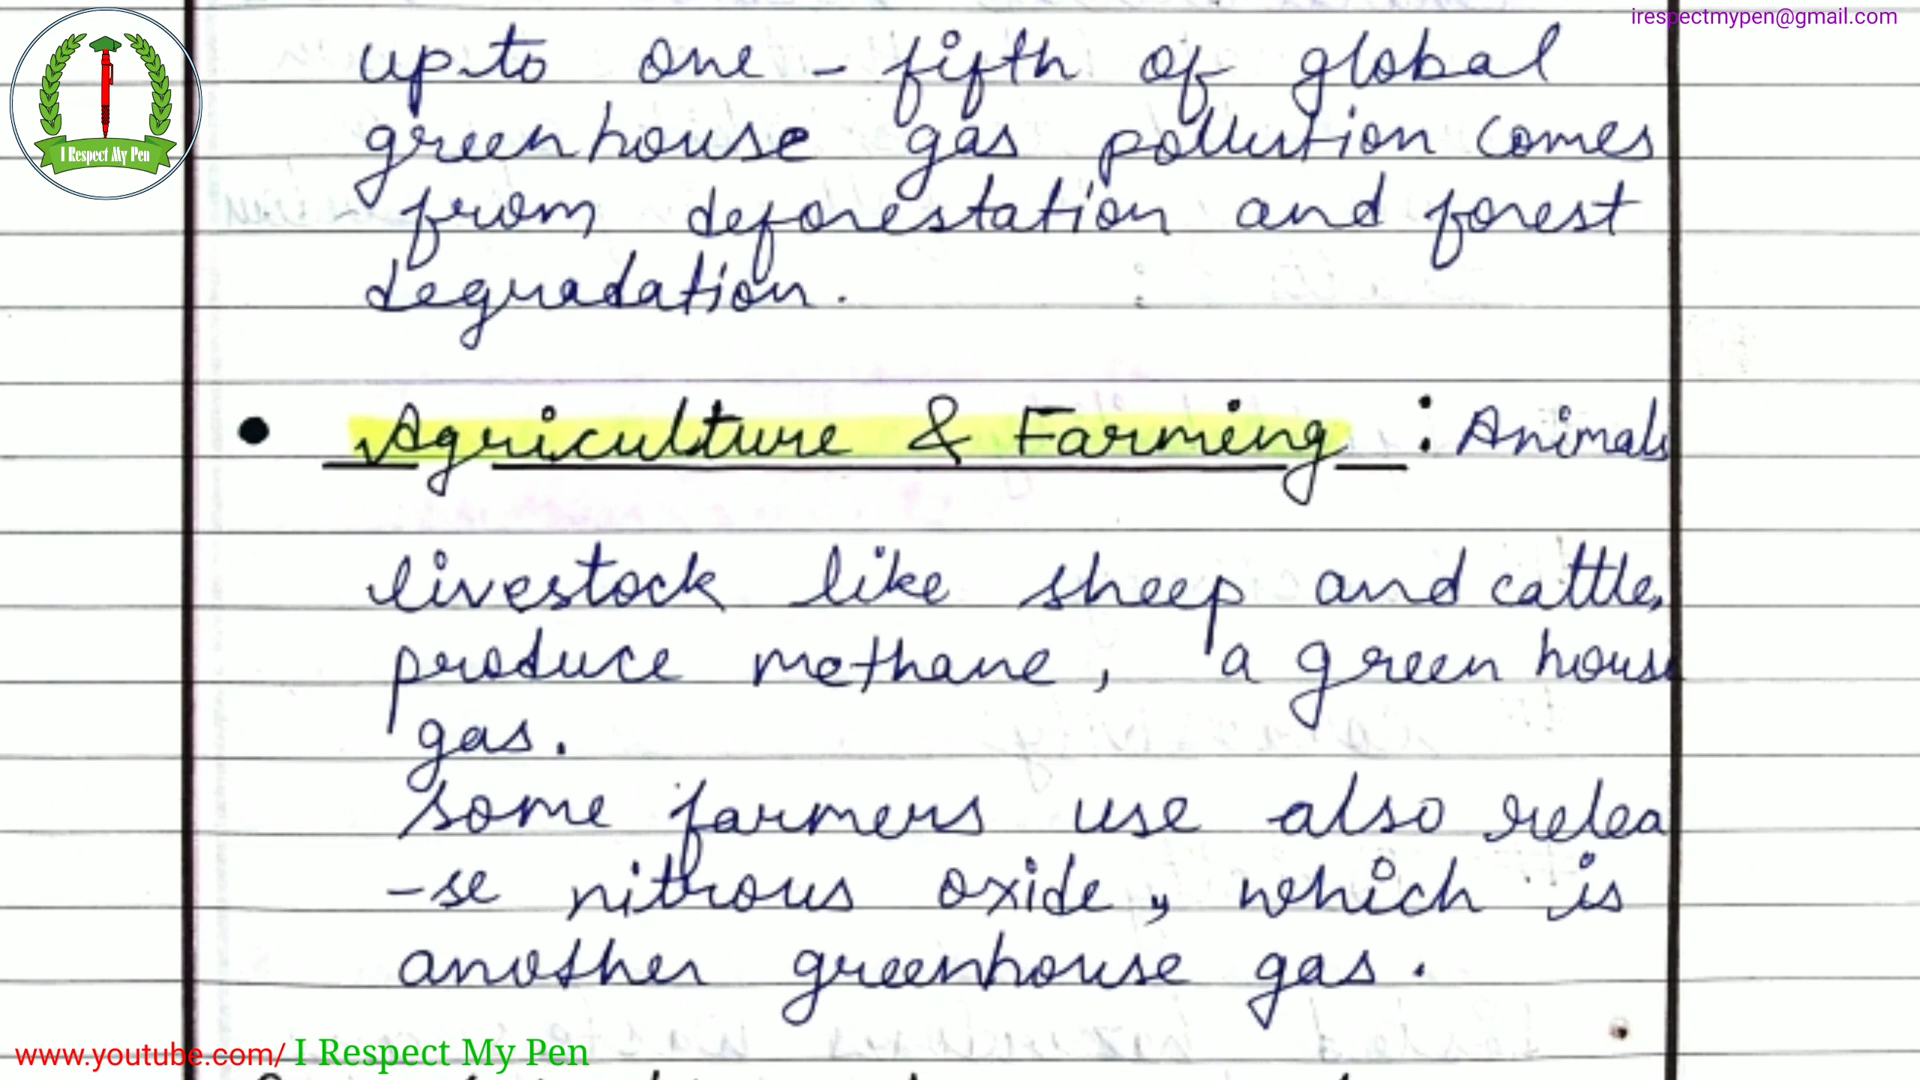 irespectmypen@gmail.com
I Respect My Pen
upto one - fifth of global
greenhouse gas pollution comes
from deforestation and forest
degradation.
• Agriculture & Farming : Animals
livestock like sheep and cattle,
produce methane, a green house
gas.
Some farmers use also relea
-se nitrous oxide, which is
another greenhouse gas.
www.youtube.com/ I Respect My Pen